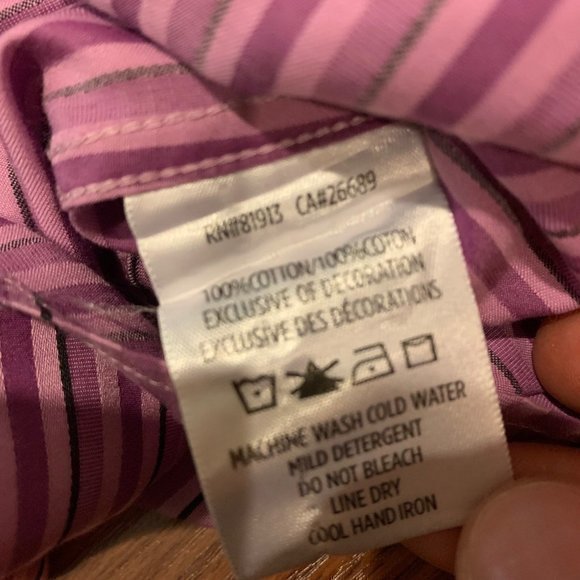 RN#81913 CA#26689
100%COTTON/100%COTON
EXCLUSIVE OF DECORATION
EXCLUSIVE DES DÉCORATIONS
MACHINE WASH COLD WATER
MILD DETERGENT
DO NOT BLEACH
LINE DRY
COOL HAND IRON